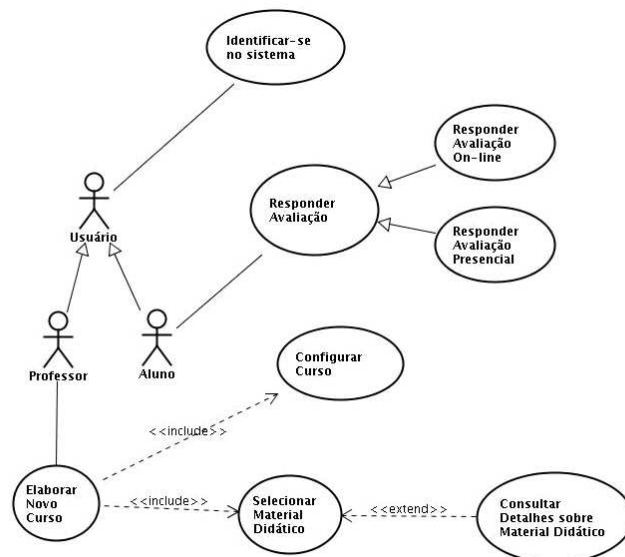 Identificar-se
no sistema
Responder
Avaliação
On-line
Usuário
Responder
Avaliação
Responder
Avaliação
Presencial
Professor
Aluno
Configurar
Curso
<<include>>
Elaborar
Novo
Curso
<<include>>
Selecionar
Material
Didático
<<extend>>
Consultar
Detalhes sobre
Material Didático